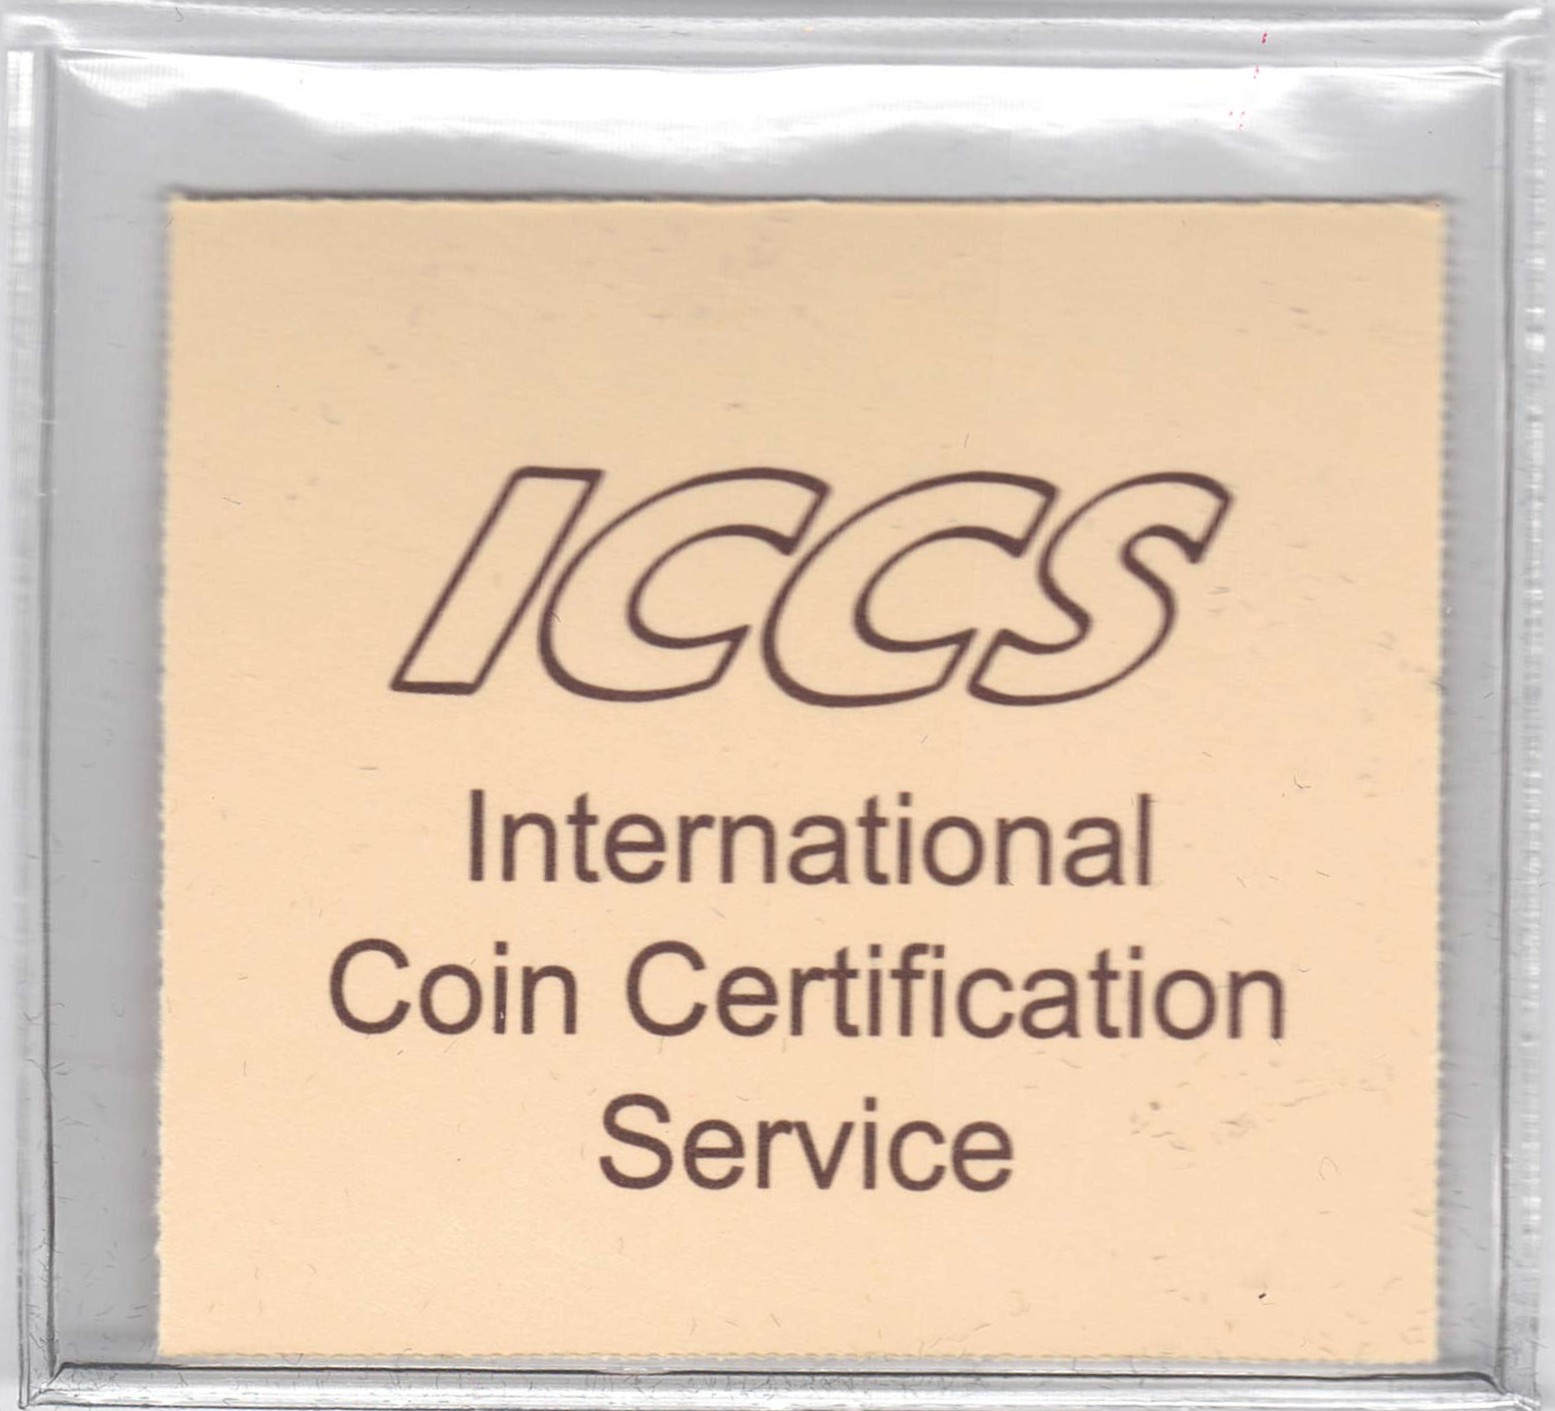 ICCS
International
Coin Certification
Service